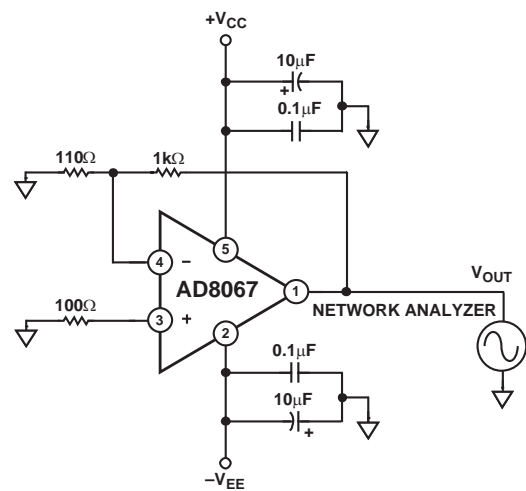 +VCC
10μF
+
0.1μF
110Ω
1kΩ
5
4
–
AD8067
3
+
100Ω
2
1
VOUT
NETWORK ANALYZER
0.1μF
10μF
+
–VEE